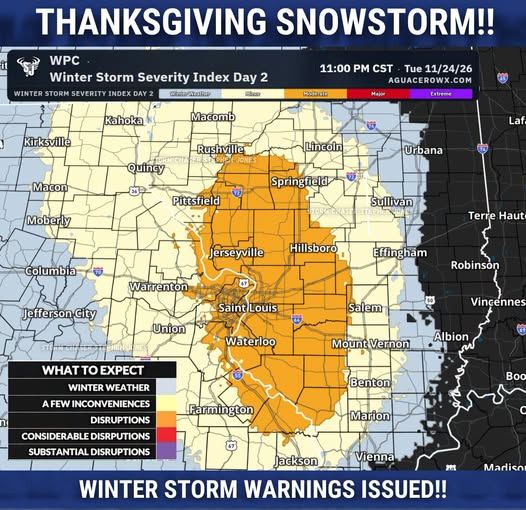 THANKSGIVING SNOWSTORM!!
WPC
Winter Storm Severity Index Day 2
11:00 PM CST · Tue 11/24/26
AGUACEROWX.COM
WINTER STORM SEVERITY INDEX DAY 2
Winter Weather
Minor
Moderate
Major
Extreme
Kahoka
Macomb
Kirksville
Rushville
Lincoln
Urbana
Quincy
Macon
Springfield
Pittsfield
Sullivan
Moberly
Terre Haute
Jerseyville
Hillsboro
Effingham
Columbia
Robinson
Warrenton
Vincennes
Jefferson City
Saint Louis
Salem
Union
Waterloo
Mount Vernon
Albion
Benton
Farmington
Marion
Jackson
Vienna
Madison
WHAT TO EXPECT
WINTER WEATHER
A FEW INCONVENIENCES
DISRUPTIONS
CONSIDERABLE DISRPUTIONS
SUBSTANTIAL DISRUPTIONS
WINTER STORM WARNINGS ISSUED!!